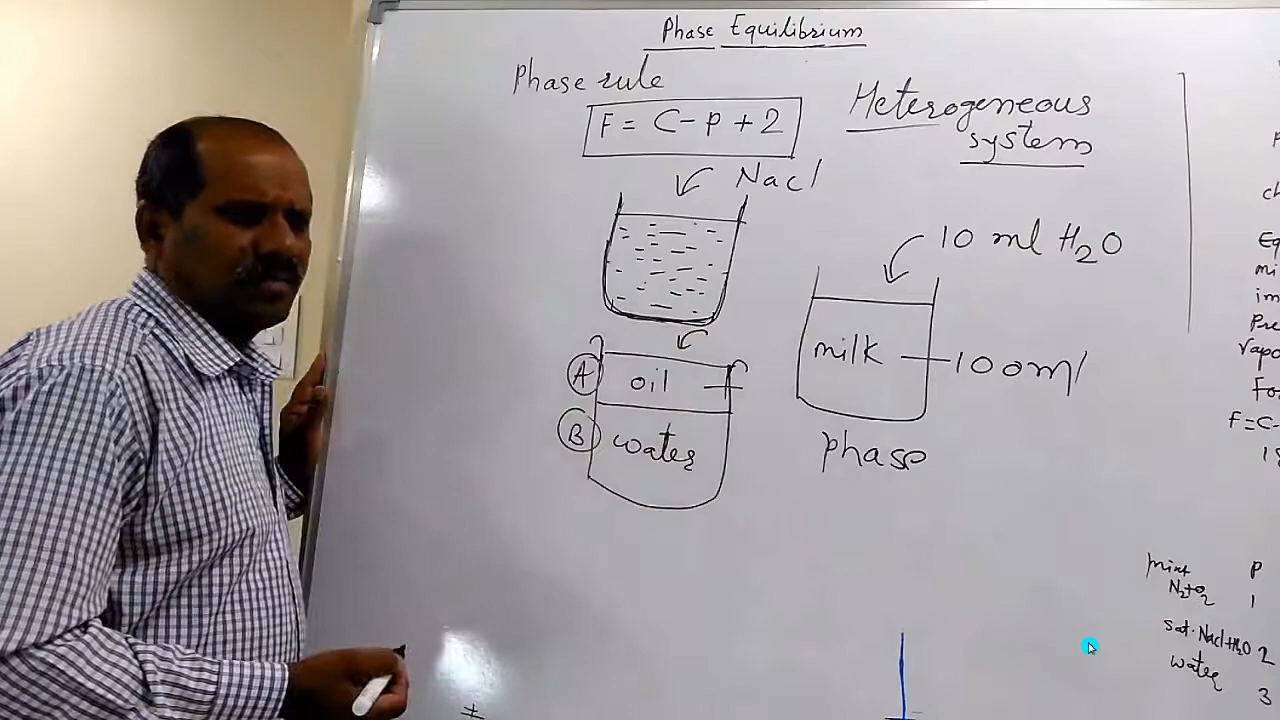 Phase Equilibrium
Phase rule
F = C - P + 2
Heterogeneous
system
NaCl
10 ml H2O
milk
100ml
A
oil
B
water
phase
F=C-
Mixt P
N2+O2 1
Sat. NaCl+H2O 2
Water 3